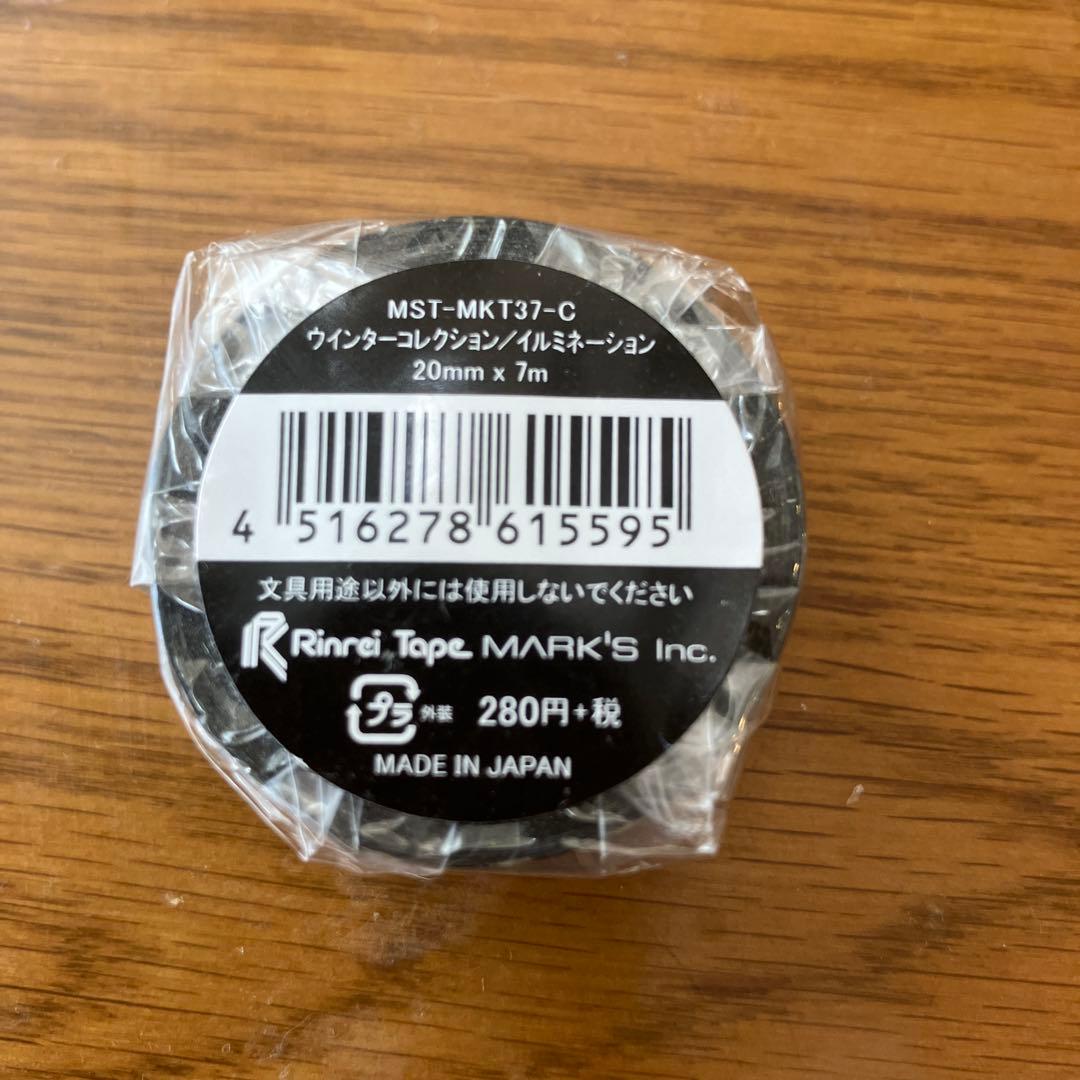 MST-MKT37-C
ウインターコレクション/イルミネーション
20mm x 7m
4 516278 615595
文具用途以外には使用しないでください
Rinrei Tape MARK'S Inc.
プラ 外装 280円+税
MADE IN JAPAN